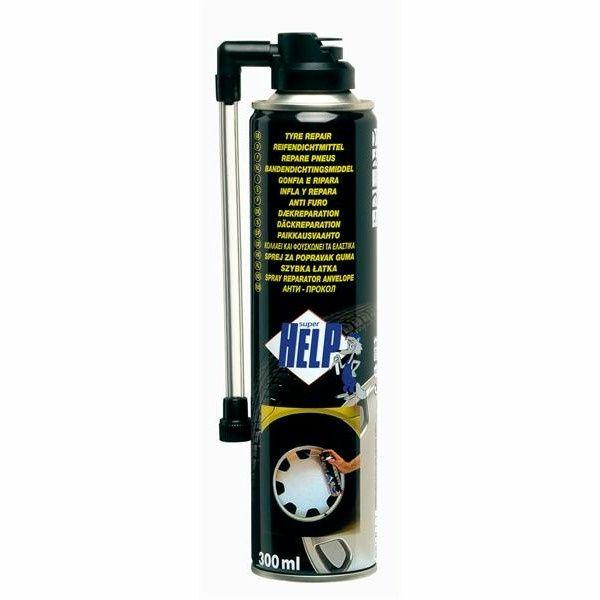 TYRE REPAIR
REIFENDICHTMITTEL
REPARE PNEUS
BANDENDICHTINGSMIDDEL
GONFIA E RIPARA
INFLA Y REPARA
ANTI FURO
DÆKREPARATION
DÄCKREPARATION
PAIKKAUSVAAHTO
ΚΟΛΛΑΕΙ ΚΑΙ ΦΟΥΣΚΩΝΕΙ ΤΑ ΕΛΑΣΤΙΚΑ
SPREJ ZA POPRAVAK GUMA
SZYBKA ŁATKA
SPRAY REPARATOR ANVELOPE
АНТИ - ПРОКОЛ
super
HELP
300 ml